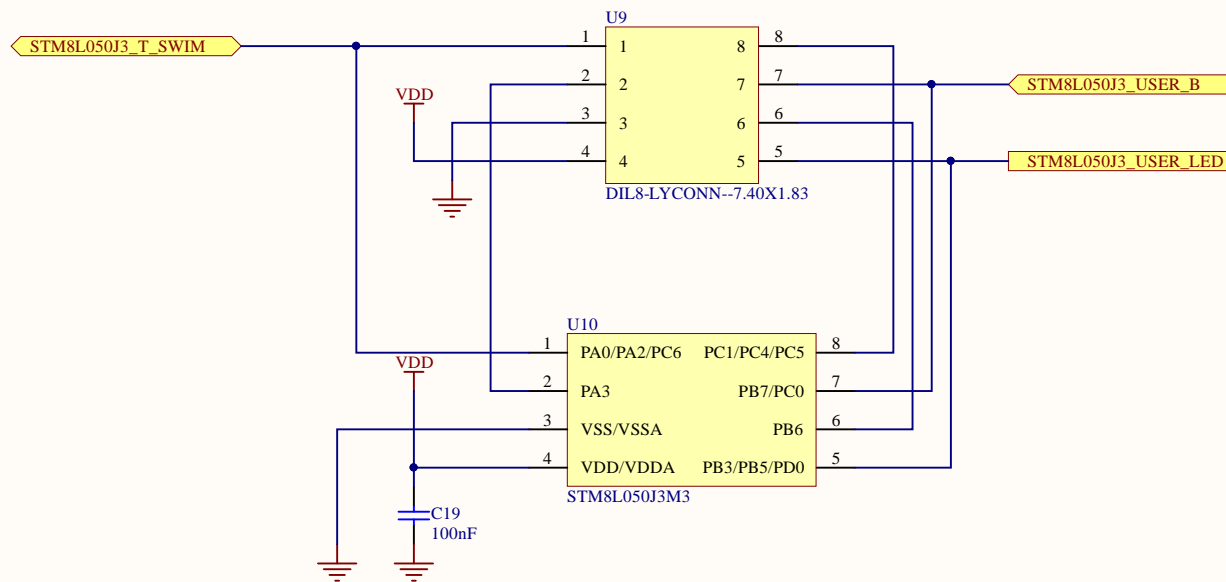 U9
STM8L050J3_T_SWIM
1 1 8 8
2 2 7 7
STM8L050J3_USER_B
VDD
3 3 6 6
4 4 5 5
STM8L050J3_USER_LED
DIL8-LYCONN--7.40X1.83
U10
1 PA0/PA2/PC6 PC1/PC4/PC5 8
VDD
2 PA3 PB7/PC0 7
3 VSS/VSSA PB6 6
4 VDD/VDDA PB3/PB5/PD0 5
STM8L050J3M3
C19
100nF